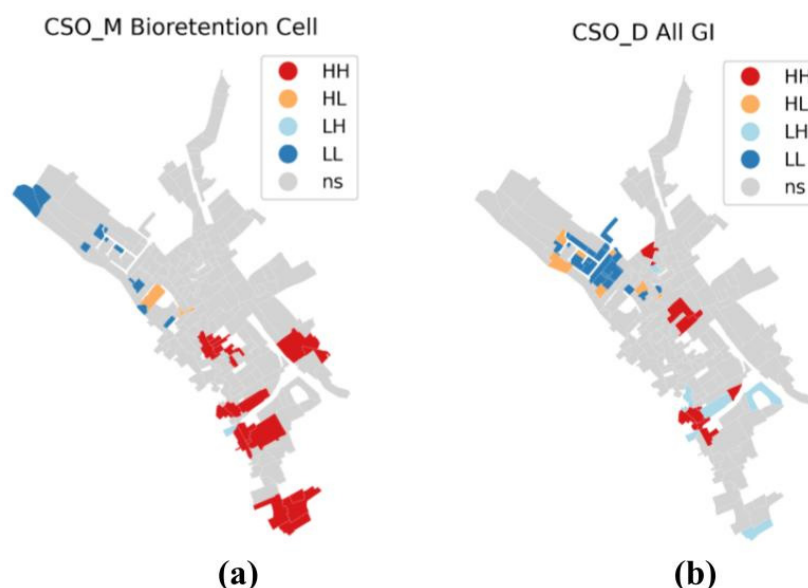 CSO_M Bioretention Cell
HH
HL
LH
LL
ns
(a)
CSO_D All GI
HH
HL
LH
LL
ns
(b)